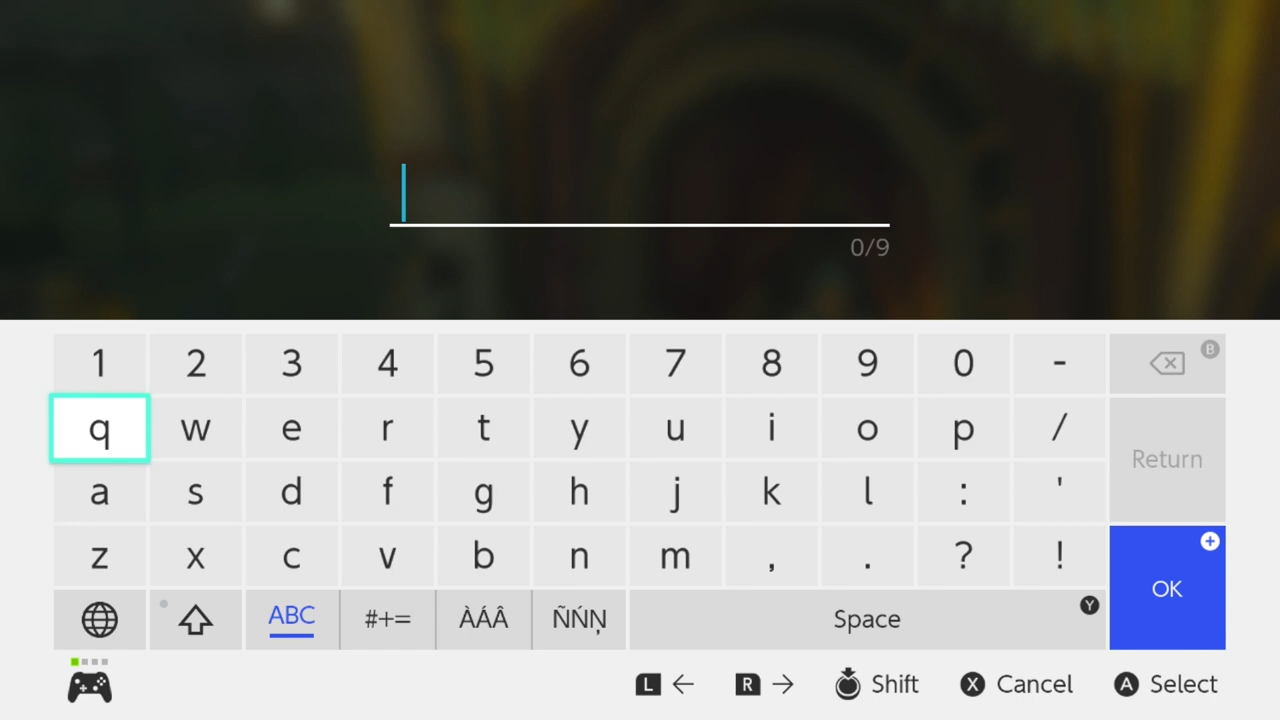 0/9
1 2 3 4 5 6 7 8 9 0 - B
q w e r t y u i o p /
Return
a s d f g h j k l : '
z x c v b n m , . ? ! +
OK
ABC #+= ÀÁÂ ÑŃŅ Space Y
L ← R → Shift X Cancel A Select